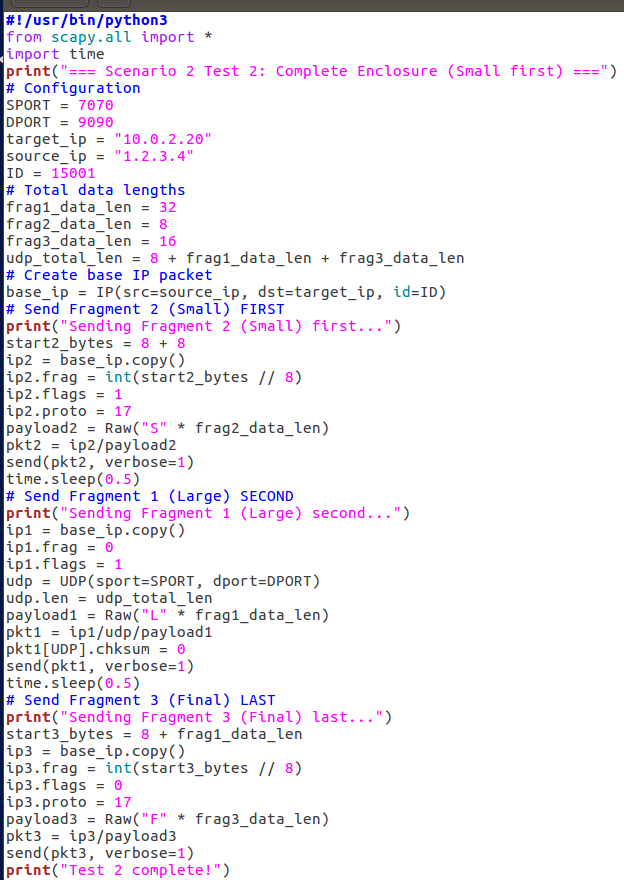 #!/usr/bin/python3
from scapy.all import *
import time
print("=== Scenario 2 Test 2: Complete Enclosure (Small first) ===")
# Configuration
SPORT = 7070
DPORT = 9090
target_ip = "10.0.2.20"
source_ip = "1.2.3.4"
ID = 15001
# Total data lengths
frag1_data_len = 32
frag2_data_len = 8
frag3_data_len = 16
udp_total_len = 8 + frag1_data_len + frag3_data_len
# Create base IP packet
base_ip = IP(src=source_ip, dst=target_ip, id=ID)
# Send Fragment 2 (Small) FIRST
print("Sending Fragment 2 (Small) first...")
start2_bytes = 8 + 8
ip2 = base_ip.copy()
ip2.frag = int(start2_bytes // 8)
ip2.flags = 1
ip2.proto = 17
payload2 = Raw("S" * frag2_data_len)
pkt2 = ip2/payload2
send(pkt2, verbose=1)
time.sleep(0.5)
# Send Fragment 1 (Large) SECOND
print("Sending Fragment 1 (Large) second...")
ip1 = base_ip.copy()
ip1.frag = 0
ip1.flags = 1
udp = UDP(sport=SPORT, dport=DPORT)
udp.len = udp_total_len
payload1 = Raw("L" * frag1_data_len)
pkt1 = ip1/udp/payload1
pkt1[UDP].chksum = 0
send(pkt1, verbose=1)
time.sleep(0.5)
# Send Fragment 3 (Final) LAST
print("Sending Fragment 3 (Final) last...")
start3_bytes = 8 + frag1_data_len
ip3 = base_ip.copy()
ip3.frag = int(start3_bytes // 8)
ip3.flags = 0
ip3.proto = 17
payload3 = Raw("F" * frag3_data_len)
pkt3 = ip3/payload3
send(pkt3, verbose=1)
print("Test 2 complete!")